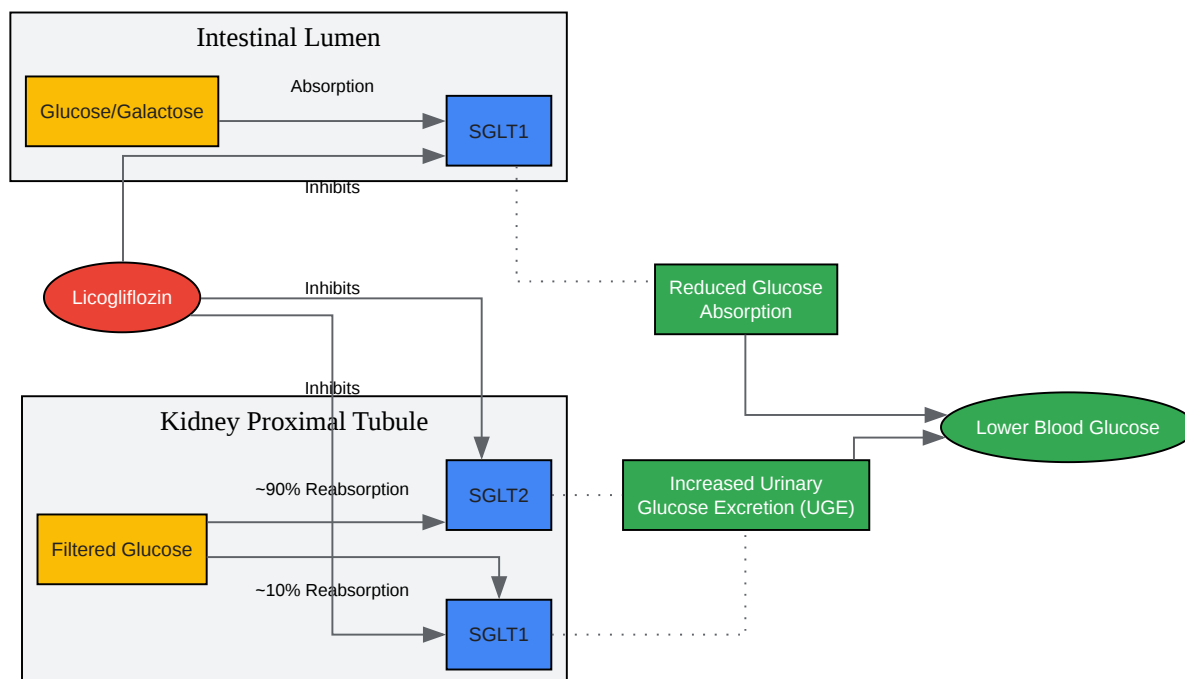 Intestinal Lumen
Absorption
Glucose/Galactose
SGLT1
Inhibits
Licogliflozin
Inhibits
Reduced Glucose
Absorption
Inhibits
Kidney Proximal Tubule
Lower Blood Glucose
~90% Reabsorption
SGLT2
Increased Urinary
Glucose Excretion (UGE)
Filtered Glucose
~10% Reabsorption
SGLT1